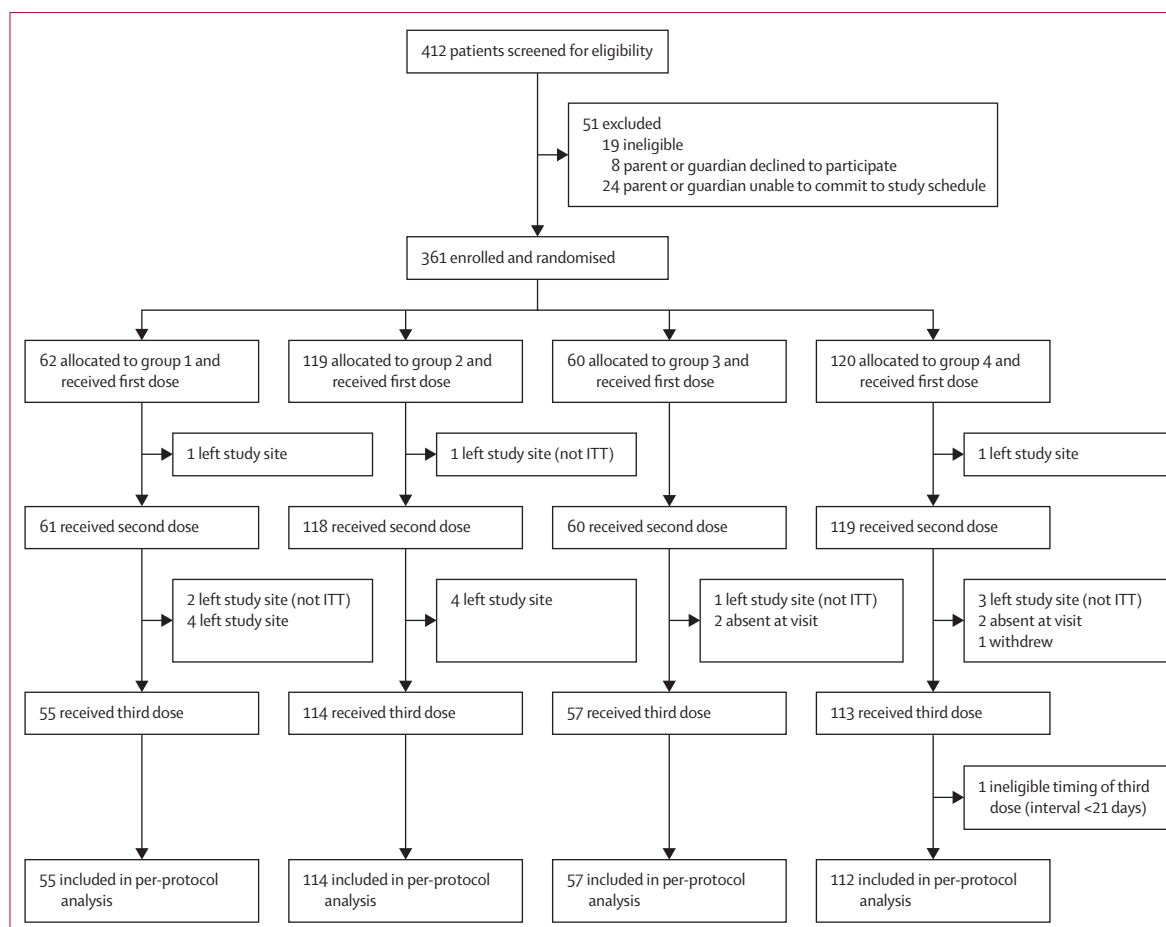 412 patients screened for eligibility
51 excluded
19 ineligible
8 parent or guardian declined to participate
24 parent or guardian unable to commit to study schedule
361 enrolled and randomised
62 allocated to group 1 and
received first dose
119 allocated to group 2 and
received first dose
60 allocated to group 3 and
received first dose
120 allocated to group 4 and
received first dose
1 left study site
1 left study site (not ITT)
1 left study site
61 received second dose
118 received second dose
60 received second dose
119 received second dose
2 left study site (not ITT)
4 left study site
4 left study site
1 left study site (not ITT)
2 absent at visit
3 left study site (not ITT)
2 absent at visit
1 withdrew
55 received third dose
114 received third dose
57 received third dose
113 received third dose
1 ineligible timing of third
dose (interval <21 days)
55 included in per-protocol
analysis
114 included in per-protocol
analysis
57 included in per-protocol
analysis
112 included in per-protocol
analysis